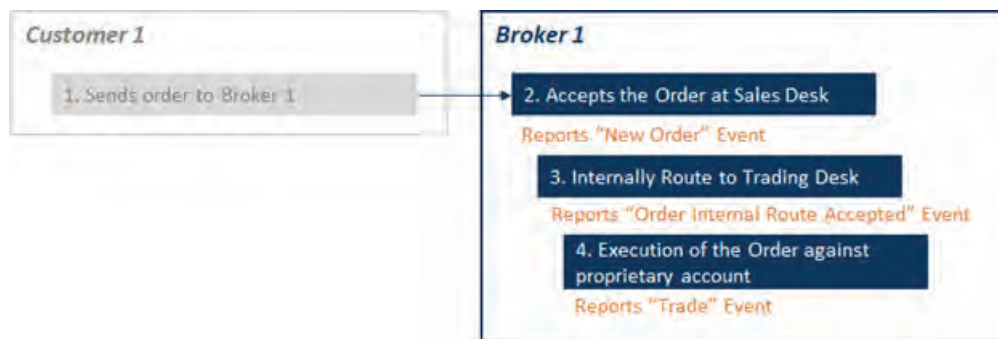 Customer 1
1. Sends order to Broker 1
Broker 1
2. Accepts the Order at Sales Desk
Reports "New Order" Event
3. Internally Route to Trading Desk
Reports "Order Internal Route Accepted" Event
4. Execution of the Order against
proprietary account
Reports "Trade" Event